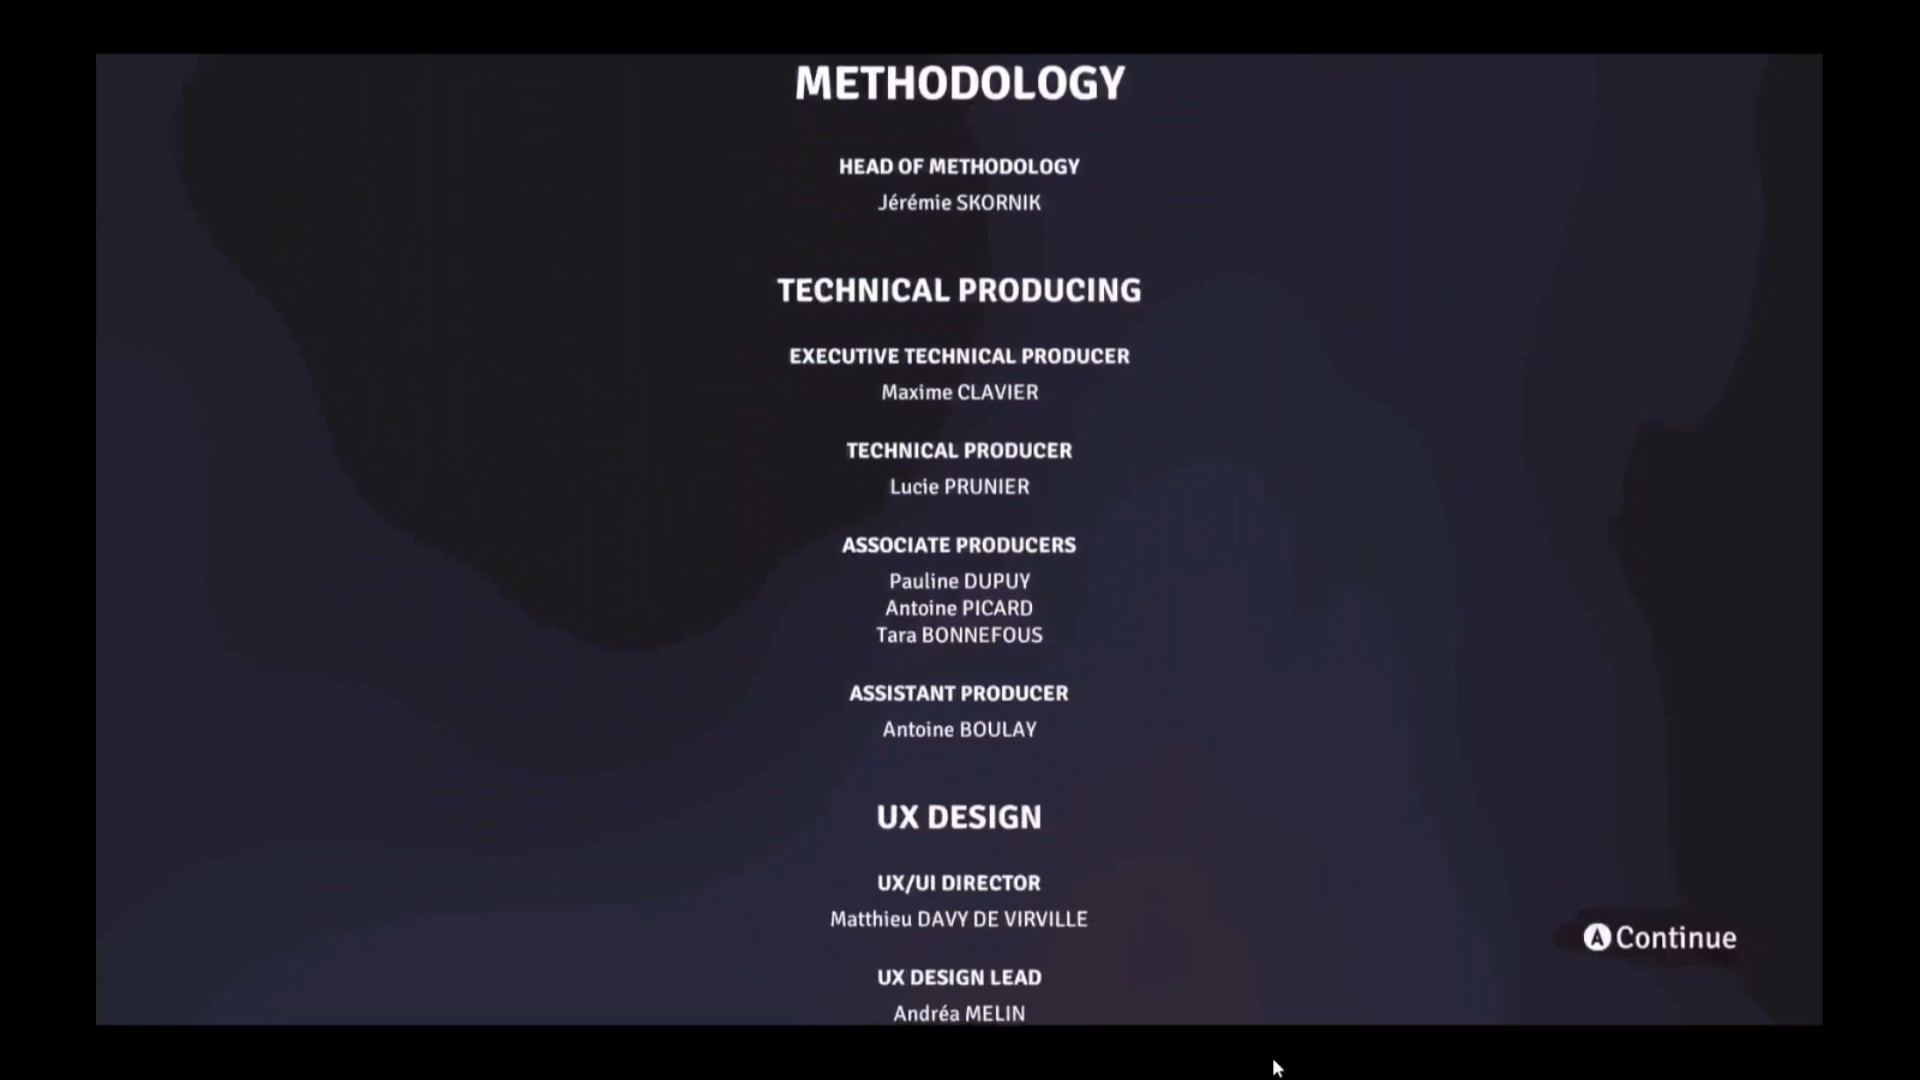 METHODOLOGY
HEAD OF METHODOLOGY
Jérémie SKORNIK
TECHNICAL PRODUCING
EXECUTIVE TECHNICAL PRODUCER
Maxime CLAVIER
TECHNICAL PRODUCER
Lucie PRUNIER
ASSOCIATE PRODUCERS
Pauline DUPUY
Antoine PICARD
Tara BONNEFOUS
ASSISTANT PRODUCER
Antoine BOULAY
UX DESIGN
UX/UI DIRECTOR
Matthieu DAVY DE VIRVILLE
A Continue
UX DESIGN LEAD
Andréa MELIN